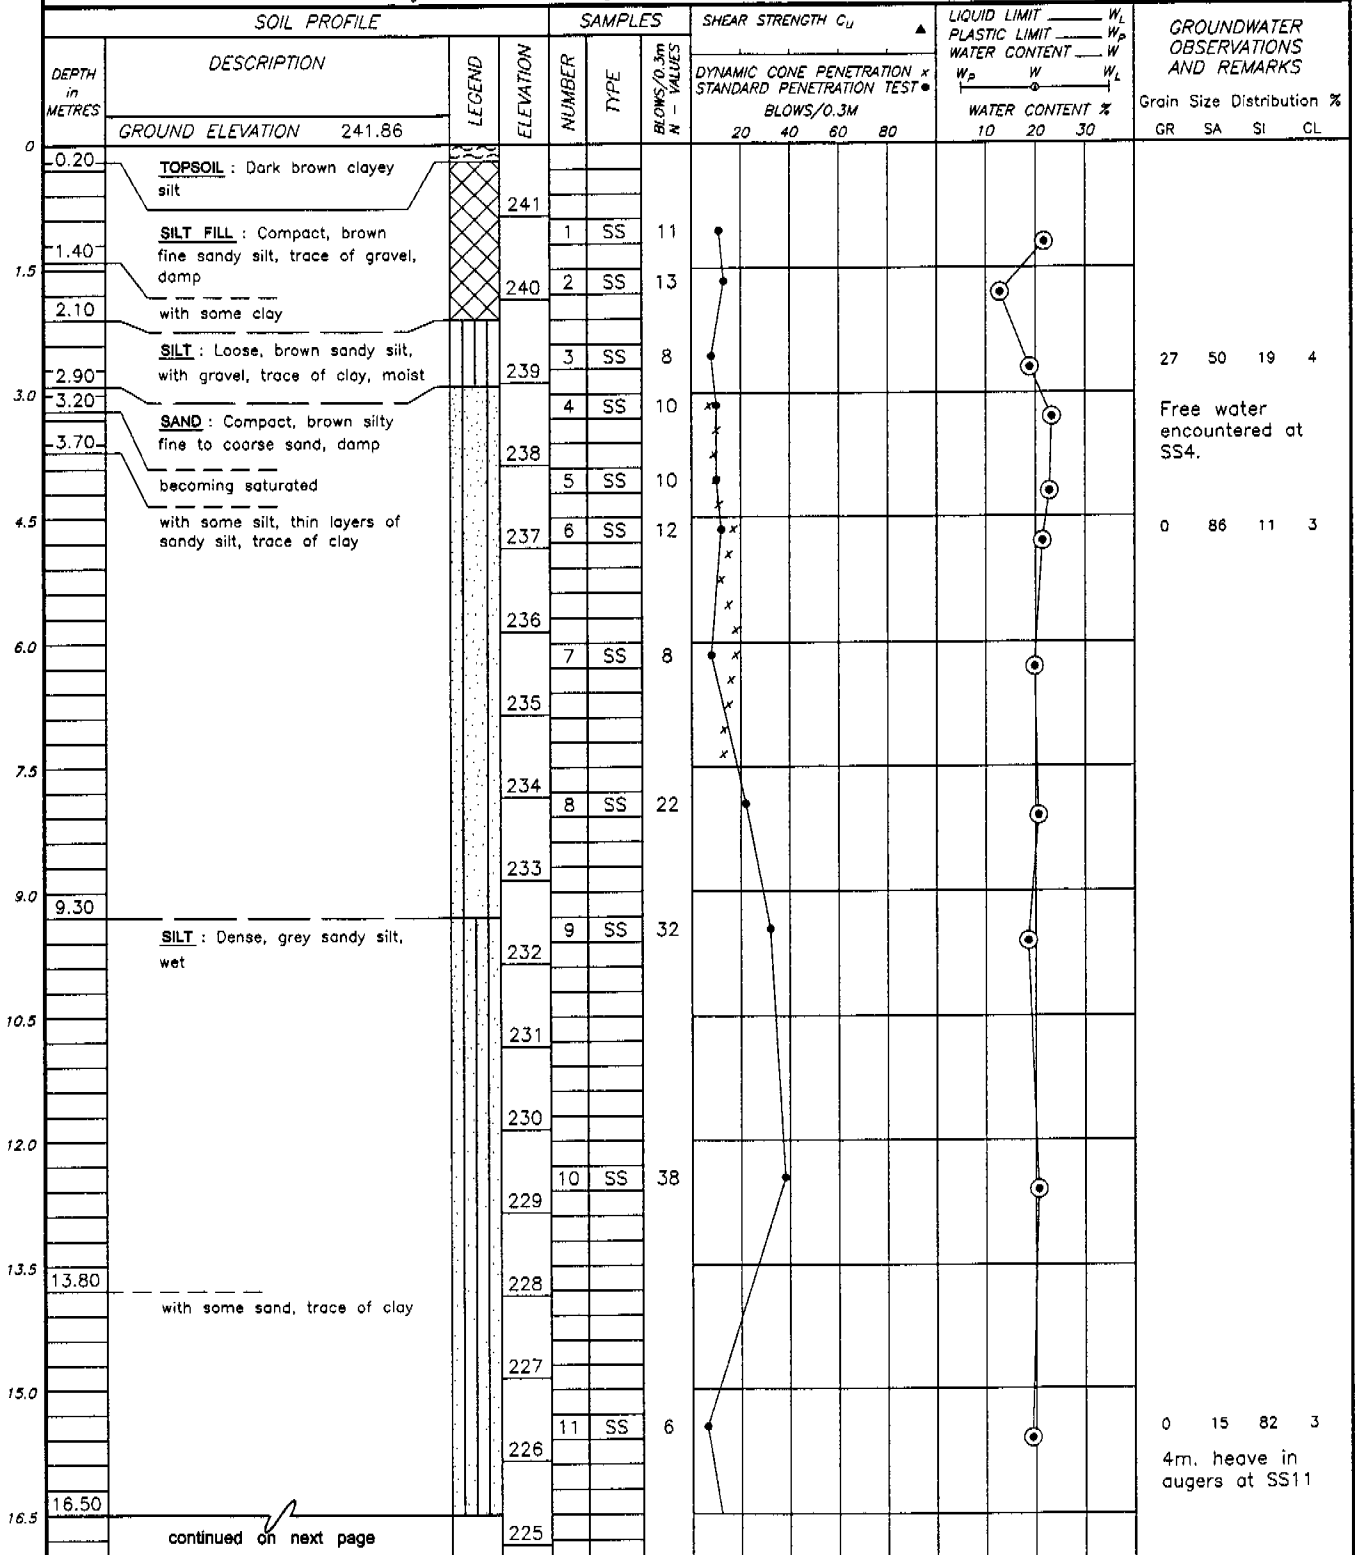 SOIL PROFILE
SAMPLES
SHEAR STRENGTH Cu ▲
LIQUID LIMIT ____ WL
PLASTIC LIMIT ____ WP
WATER CONTENT __ W
GROUNDWATER OBSERVATIONS AND REMARKS
DEPTH in METRES
DESCRIPTION
LEGEND
ELEVATION
NUMBER
TYPE
BLOWS/0.3m
N - VALUES
DYNAMIC CONE PENETRATION x
STANDARD PENETRATION TEST ●
BLOWS/0.3M
20 40 60 80
WP W WL
WATER CONTENT %
10 20 30
Grain Size Distribution %
GR SA SI CL
GROUND ELEVATION 241.86
0
0.20
TOPSOIL : Dark brown clayey
silt
241
SILT FILL : Compact, brown
fine sandy silt, trace of gravel,
damp
1 SS 11
1.40
1.5
240
2 SS 13
with some clay
2.10
SILT : Loose, brown sandy silt,
with gravel, trace of clay, moist
239
3 SS 8
27 50 19 4
2.90
3.0
3.20
4 SS 10
Free water
encountered at
SS4.
SAND : Compact, brown silty
fine to coarse sand, damp
3.70
238
becoming saturated
5 SS 10
4.5
with some silt, thin layers of
sandy silt, trace of clay
237
6 SS 12
0 86 11 3
236
6.0
7 SS 8
235
7.5
234
8 SS 22
233
9.0
9.30
SILT : Dense, grey sandy silt,
wet
9 SS 32
232
10.5
231
230
12.0
10 SS 38
229
13.5
13.80
228
with some sand, trace of clay
227
15.0
11 SS 6
0 15 82 3
226
4m. heave in
augers at SS11
16.50
16.5
continued on next page
225